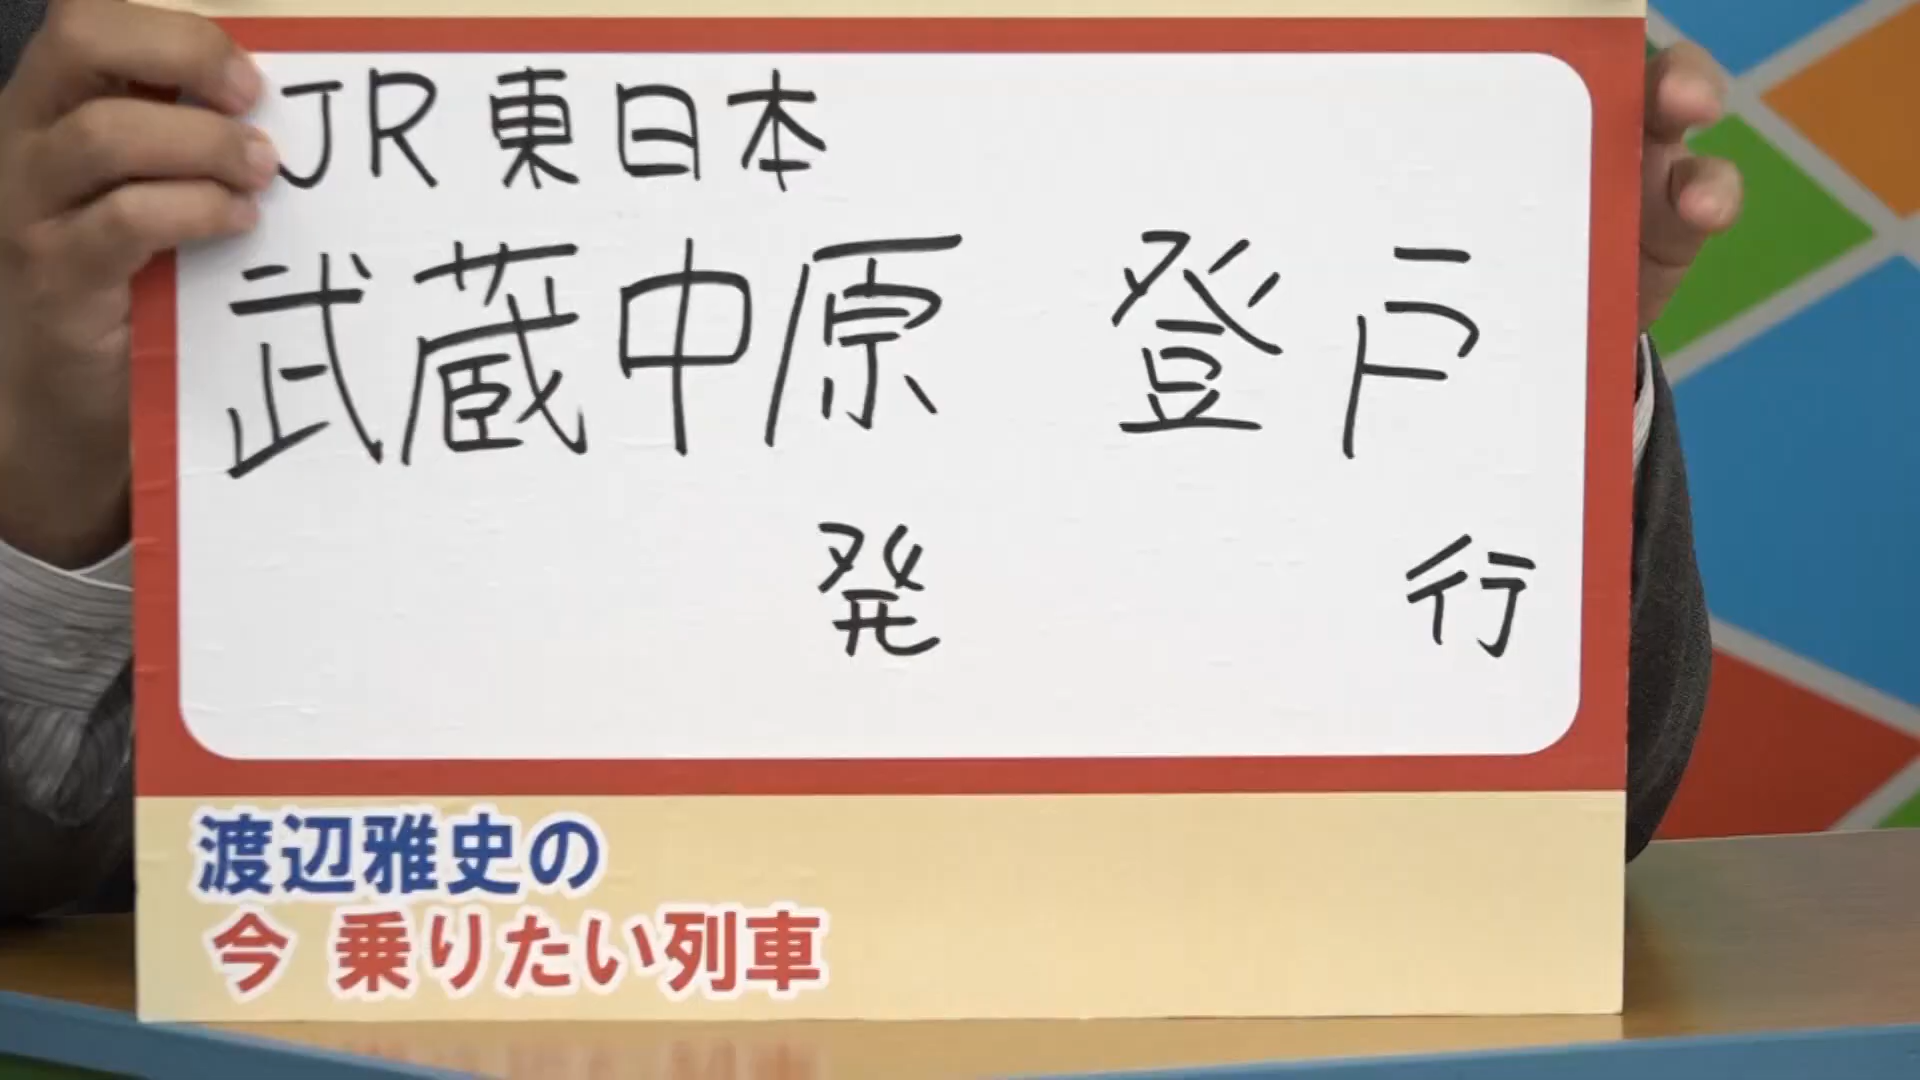 JR東日本
武蔵中原 登戸
発 行
渡辺雅史の
今 乗りたい列車